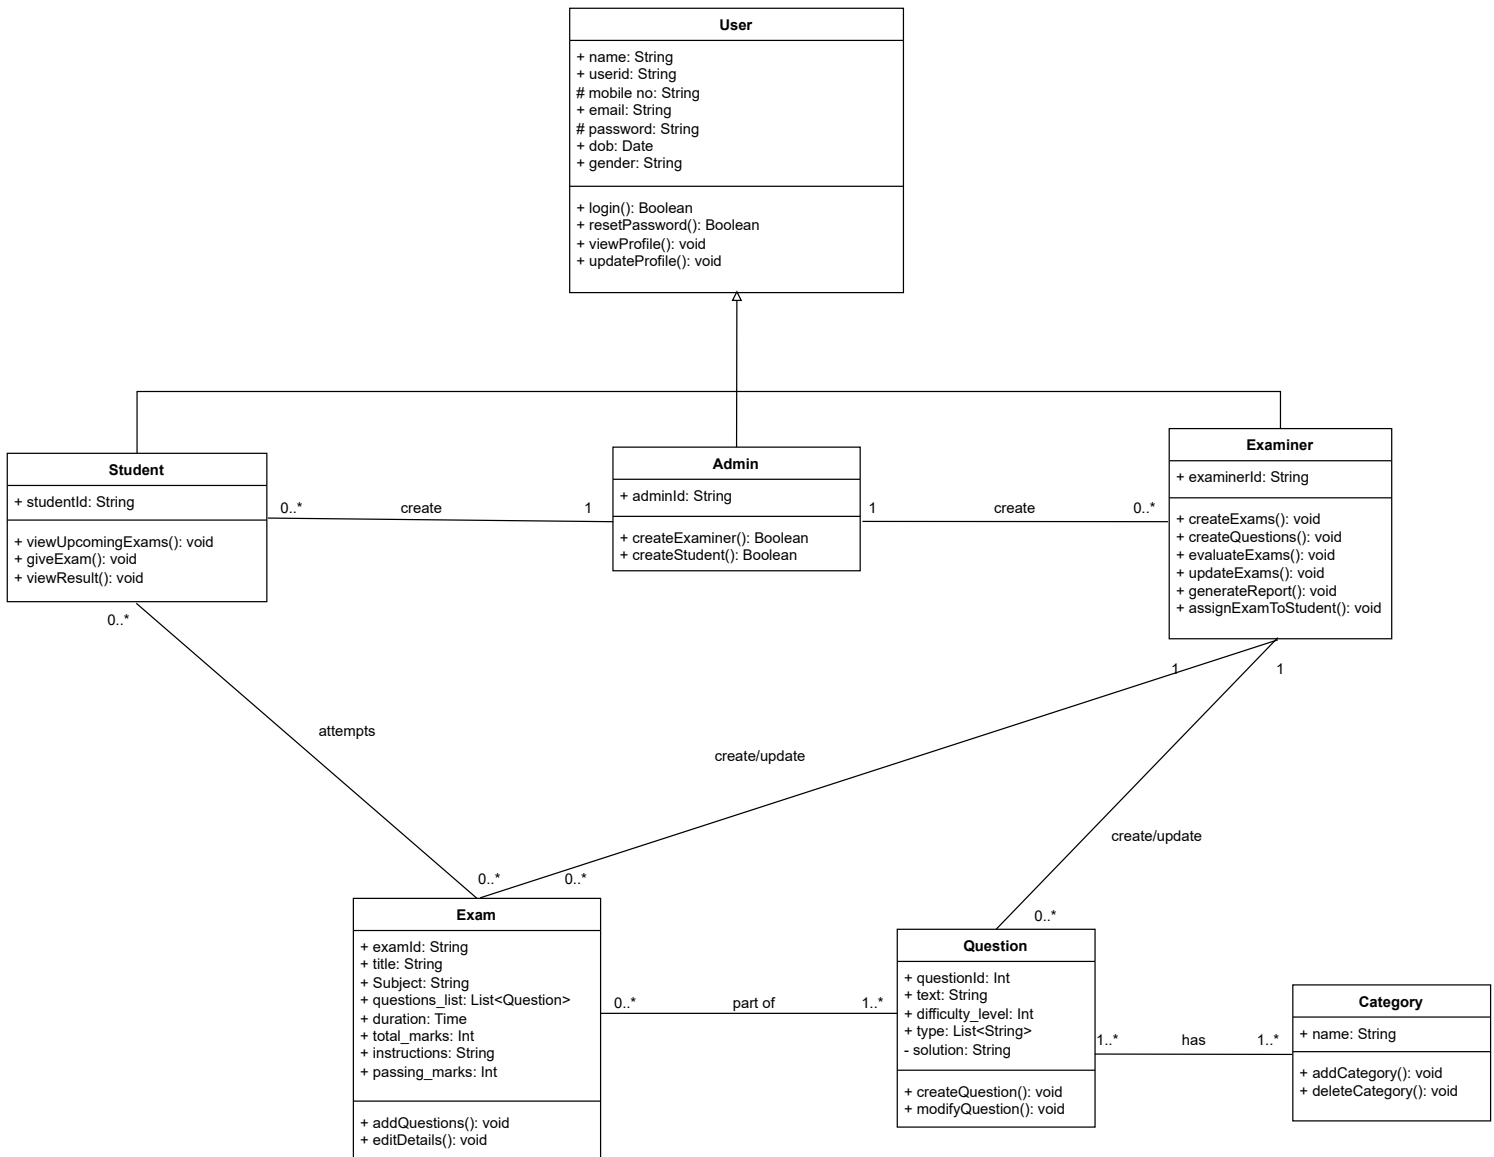 User
+ name: String
+ userid: String
# mobile no: String
+ email: String
# password: String
+ dob: Date
+ gender: String
+ login(): Boolean
+ resetPassword(): Boolean
+ viewProfile(): void
+ updateProfile(): void
Student
+ studentId: String
+ viewUpcomingExams(): void
+ giveExam(): void
+ viewResult(): void
0..*
create
1
Admin
+ adminId: String
+ createExaminer(): Boolean
+ createStudent(): Boolean
1
create
0..*
Examiner
+ examinerId: String
+ createExams(): void
+ createQuestions(): void
+ evaluateExams(): void
+ updateExams(): void
+ generateReport(): void
+ assignExamToStudent(): void
0..*
attempts
0..*
1
create/update
0..*
1
create/update
0..*
Exam
+ examId: String
+ title: String
+ Subject: String
+ questions_list: List<Question>
+ duration: Time
+ total_marks: Int
+ instructions: String
+ passing_marks: Int
+ addQuestions(): void
+ editDetails(): void
0..*
part of
1..*
Question
+ questionId: Int
+ text: String
+ difficulty_level: Int
+ type: List<String>
- solution: String
+ createQuestion(): void
+ modifyQuestion(): void
1..*
has
1..*
Category
+ name: String
+ addCategory(): void
+ deleteCategory(): void